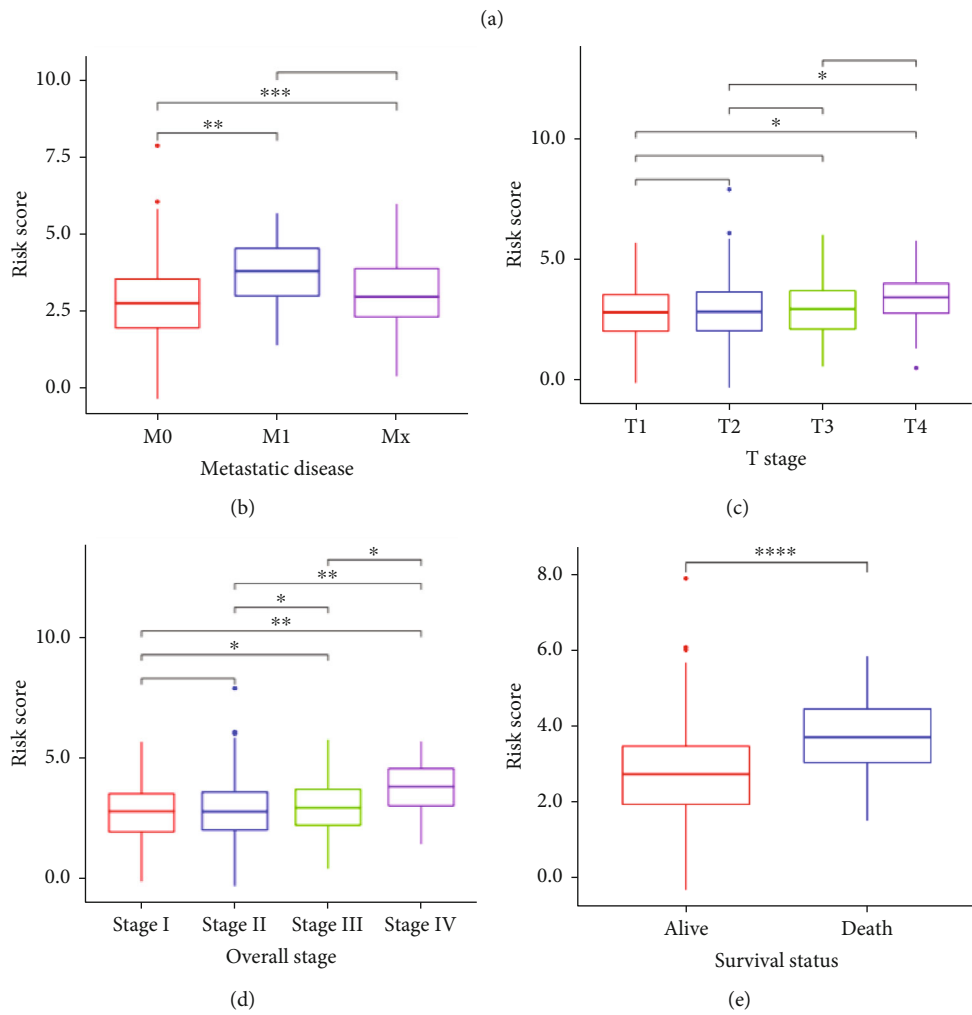 (a)
10.0
7.5
5.0
2.5
0.0
Risk score
***
**
M0 M1 Mx
Metastatic disease
(b)
10.0
5.0
0.0
Risk score
*
*
T1 T2 T3 T4
T stage
(c)
10.0
5.0
0.0
Risk score
*
**
*
**
*
Stage I Stage II Stage III Stage IV
Overall stage
(d)
8.0
6.0
4.0
2.0
0.0
Risk score
****
Alive Death
Survival status
(e)